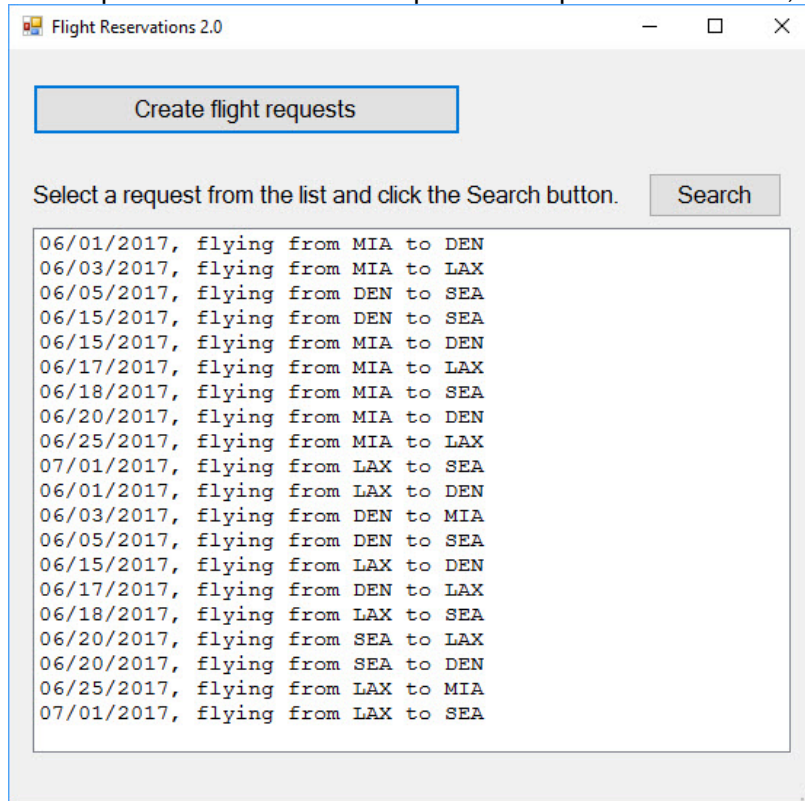 Flight Reservations 2.0
Create flight requests
Select a request from the list and click the Search button.
Search
06/01/2017, flying from MIA to DEN
06/03/2017, flying from MIA to LAX
06/05/2017, flying from DEN to SEA
06/15/2017, flying from DEN to SEA
06/15/2017, flying from MIA to DEN
06/17/2017, flying from MIA to LAX
06/18/2017, flying from MIA to SEA
06/20/2017, flying from MIA to DEN
06/25/2017, flying from MIA to LAX
07/01/2017, flying from LAX to SEA
06/01/2017, flying from LAX to DEN
06/03/2017, flying from DEN to MIA
06/05/2017, flying from DEN to SEA
06/15/2017, flying from LAX to DEN
06/17/2017, flying from DEN to LAX
06/18/2017, flying from LAX to SEA
06/20/2017, flying from SEA to LAX
06/20/2017, flying from SEA to DEN
06/25/2017, flying from LAX to MIA
07/01/2017, flying from LAX to SEA